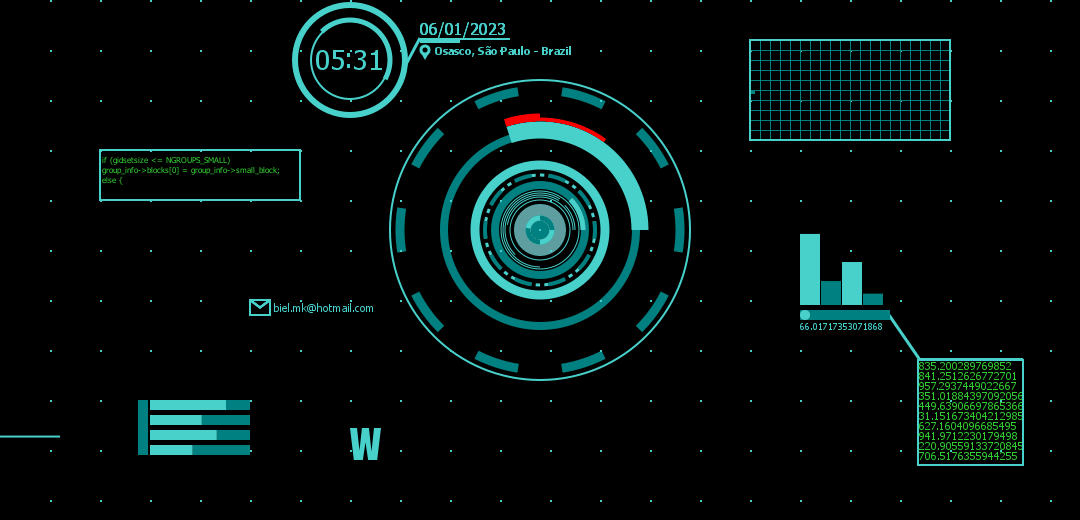 06/01/2023
05:31
Osasco, São Paulo - Brazil
if (gidsetsize <= NGROUPS_SMALL)
group_info->blocks[0] = group_info->small_block;
else {
biel.mk@hotmail.com
66.01717353071868
835.200289769852
841.2512626772701
957.2937449022667
351.01884397092056
449.63906697865366
31.151673404212985
627.1604096685495
941.9712230179498
220.90559133720845
706.5176355944255
W